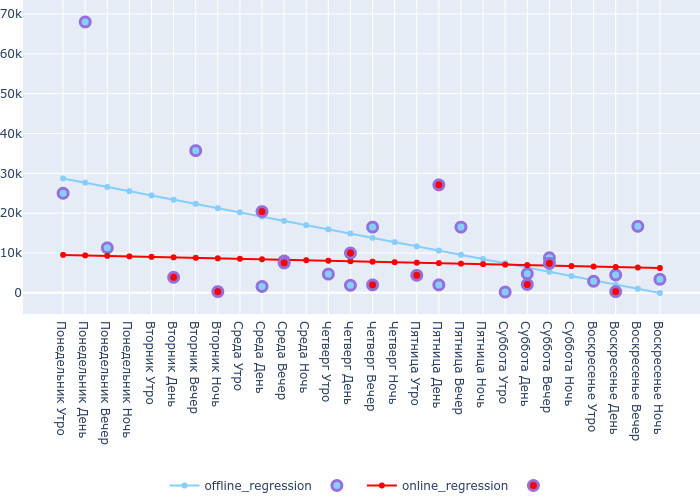 70k
60k
50k
40k
30k
20k
10k
0
Понедельник Утро
Понедельник День
Понедельник Вечер
Понедельник Ночь
Вторник Утро
Вторник День
Вторник Вечер
Вторник Ночь
Среда Утро
Среда День
Среда Вечер
Среда Ночь
Четверг Утро
Четверг День
Четверг Вечер
Четверг Ночь
Пятница Утро
Пятница День
Пятница Вечер
Пятница Ночь
Суббота Утро
Суббота День
Суббота Вечер
Суббота Ночь
Воскресенье Утро
Воскресенье День
Воскресенье Вечер
Воскресенье Ночь
offline_regression
online_regression